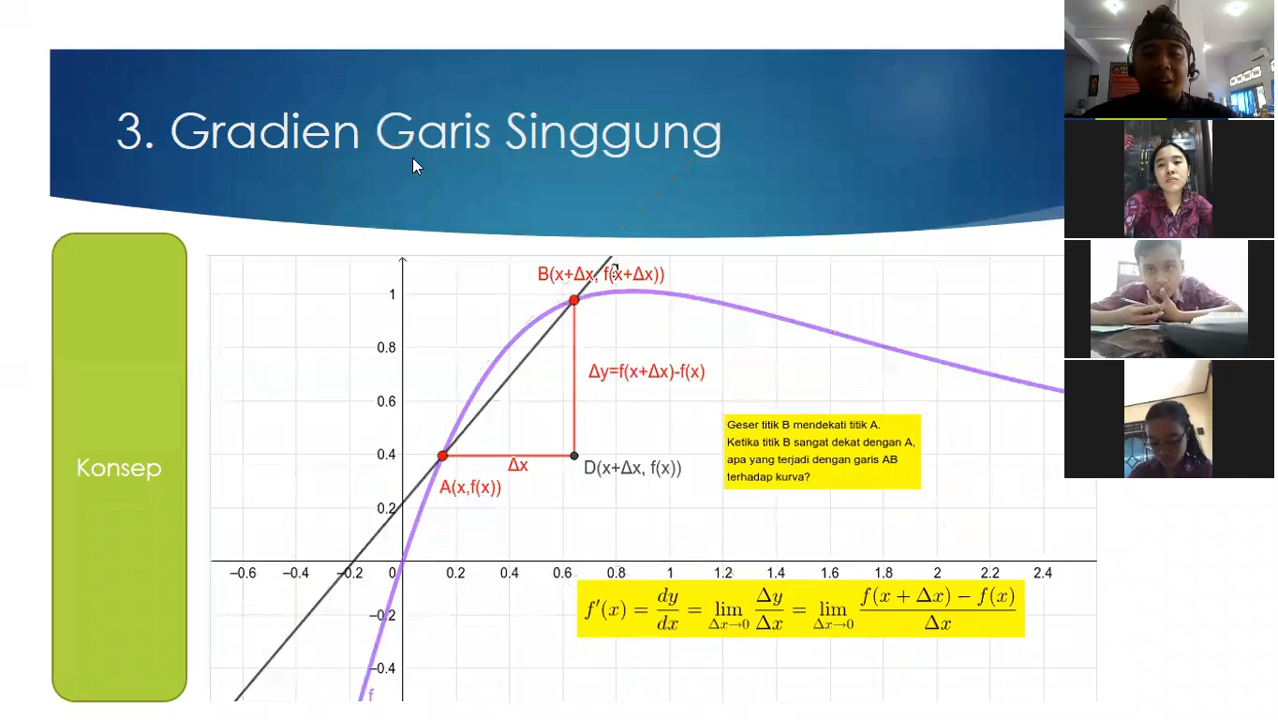 3. Gradien Garis Singgung
Konsep
B(x+Δx, f(x+Δx))
Δy=f(x+Δx)-f(x)
Δx
D(x+Δx, f(x))
A(x,f(x))
Geser titik B mendekati titik A.
Ketika titik B sangat dekat dengan A,
apa yang terjadi dengan garis AB
terhadap kurva?
1
0.8
0.6
0.4
0.2
–0.6 –0.4 –0.2 0 0.2 0.4 0.6 0.8 1 1.2 1.4 1.6 1.8 2 2.2 2.4
–0.2
–0.4
f
f′(x) = dy/dx = lim Δx→0 Δy/Δx = lim Δx→0 f(x + Δx) − f(x)/Δx